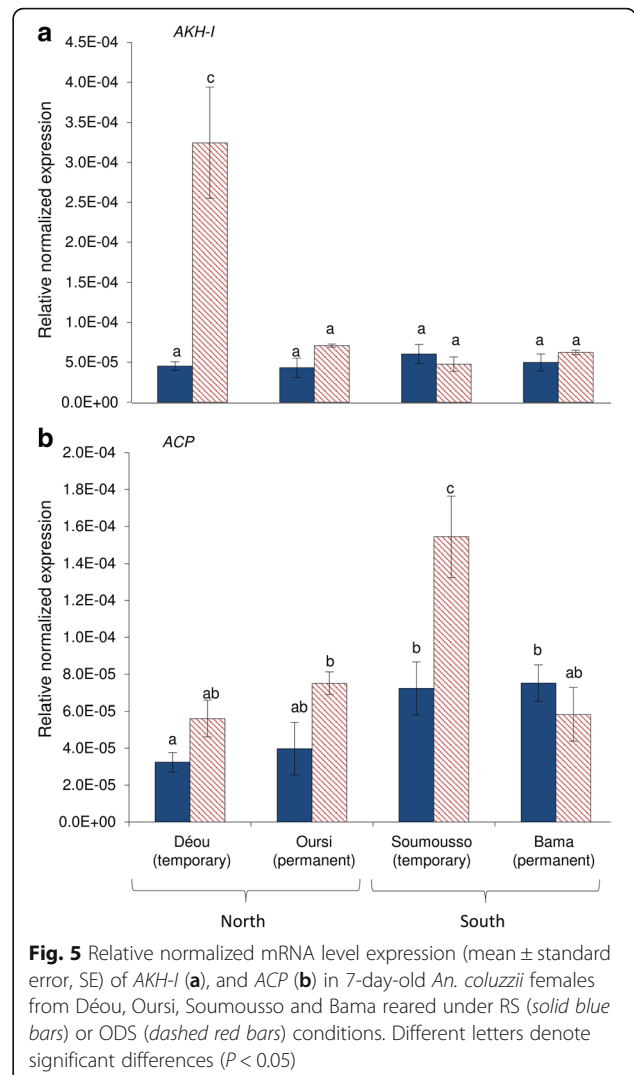 a
AKH-I
Relative normalized expression
4.5E-04
4.0E-04
3.5E-04
3.0E-04
2.5E-04
2.0E-04
1.5E-04
1.0E-04
5.0E-05
0.0E+00
a c a a a a a a
b
ACP
Relative normalized expression
2.0E-04
1.8E-04
1.6E-04
1.4E-04
1.2E-04
1.0E-04
8.0E-05
6.0E-05
4.0E-05
2.0E-05
0.0E+00
a ab ab b b c b ab
Déou Oursi Soumousso Bama
(temporary) (permanent) (temporary) (permanent)
North South
Fig. 5 Relative normalized mRNA level expression (mean ± standard
error, SE) of AKH-I (a), and ACP (b) in 7-day-old An. coluzzii females
from Déou, Oursi, Soumousso and Bama reared under RS (solid blue
bars) or ODS (dashed red bars) conditions. Different letters denote
significant differences (P < 0.05)